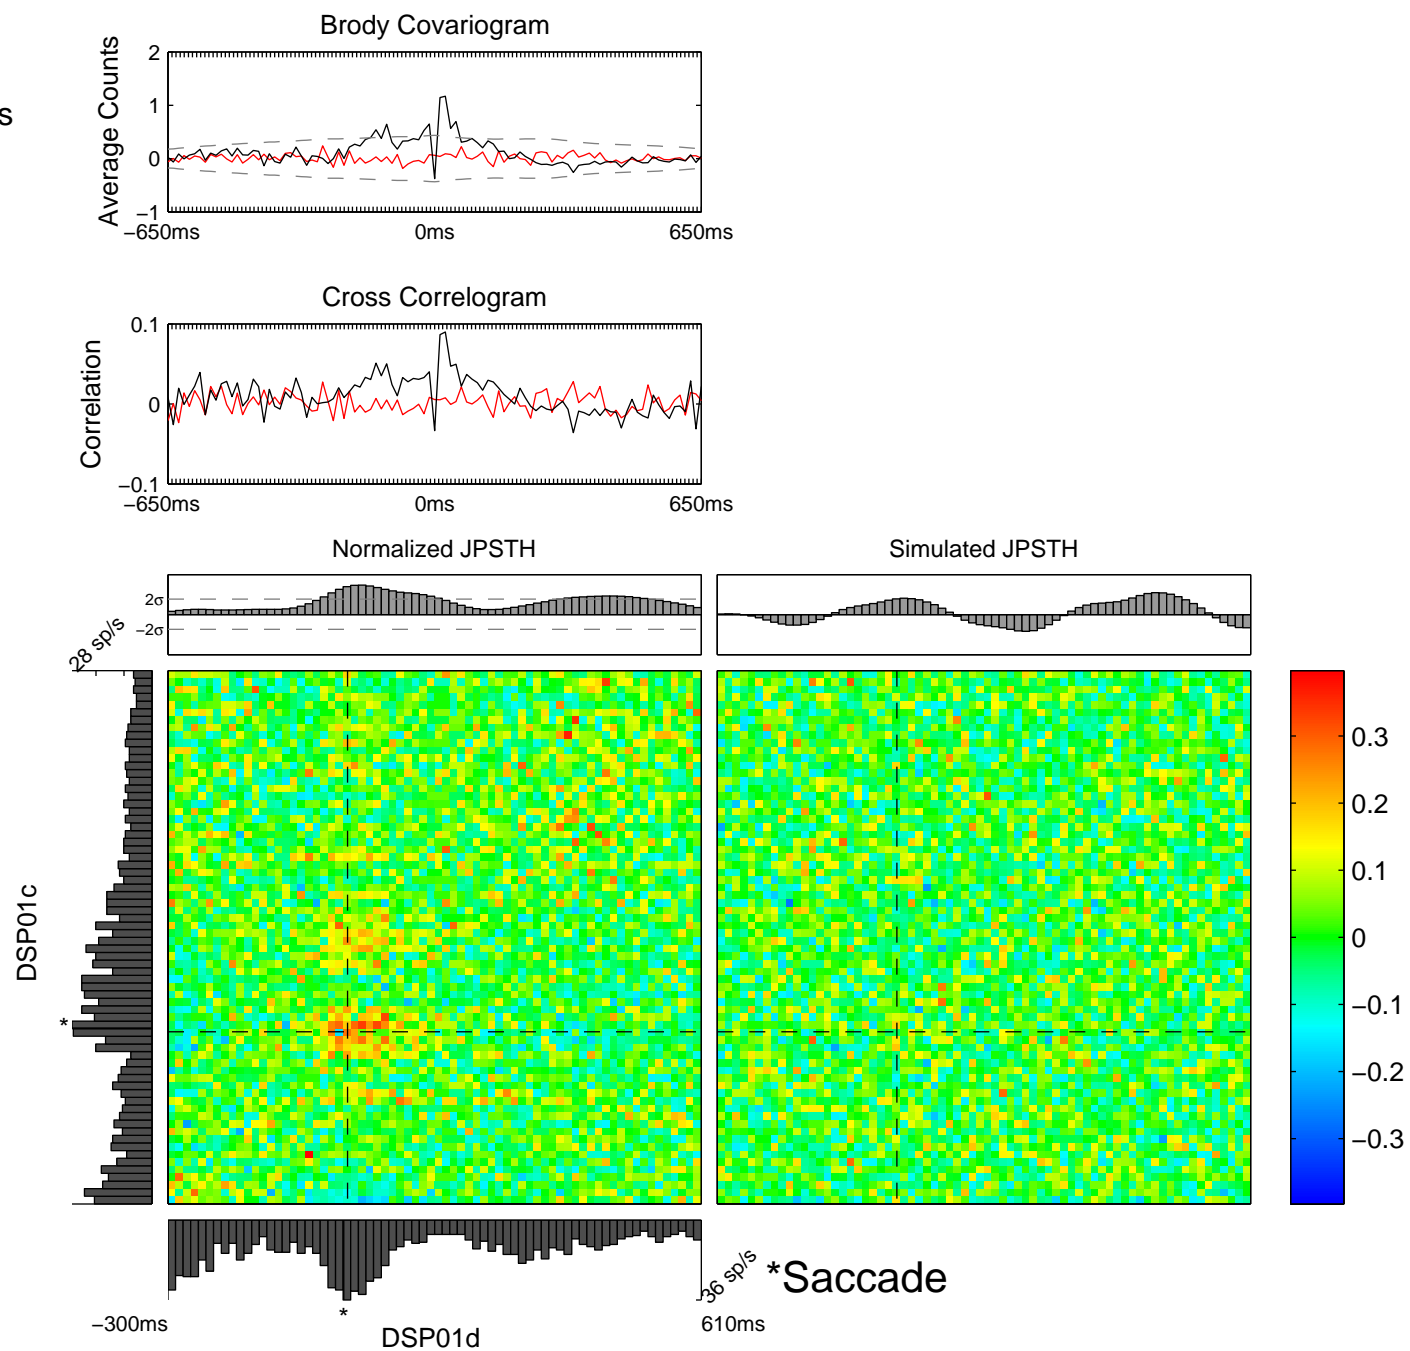 Brody Covariogram
s
Average Counts
2
1
0
−1
−650ms 0ms 650ms
Cross Correlogram
Correlation
0.1
0
−0.1
−650ms 0ms 650ms
Normalized JPSTH
Simulated JPSTH
2σ
−2σ
28 sp/s
DSP01c
*
0.3
0.2
0.1
0
−0.1
−0.2
−0.3
36 sp/s
*Saccade
*
−300ms
DSP01d
610ms